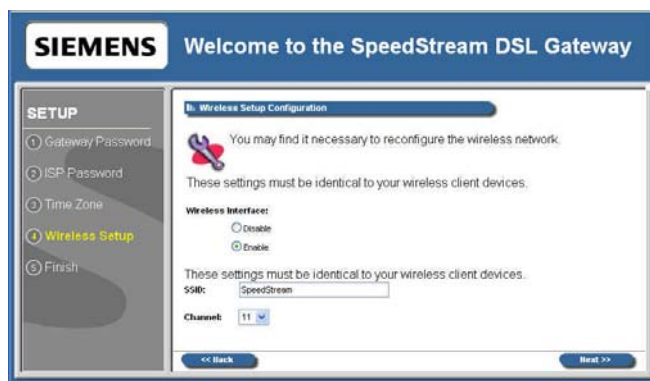 SIEMENS
Welcome to the SpeedStream DSL Gateway
SETUP
1 Gateway Password
2 ISP Password
3 Time Zone
4 Wireless Setup
5 Finish
Wireless Setup Configuration
You may find it necessary to reconfigure the wireless network.
These settings must be identical to your wireless client devices.
Wireless Interface:
Disable
Enable
These settings must be identical to your wireless client devices.
SSID: SpeedStream
Channel: 11
<< Back
Next >>